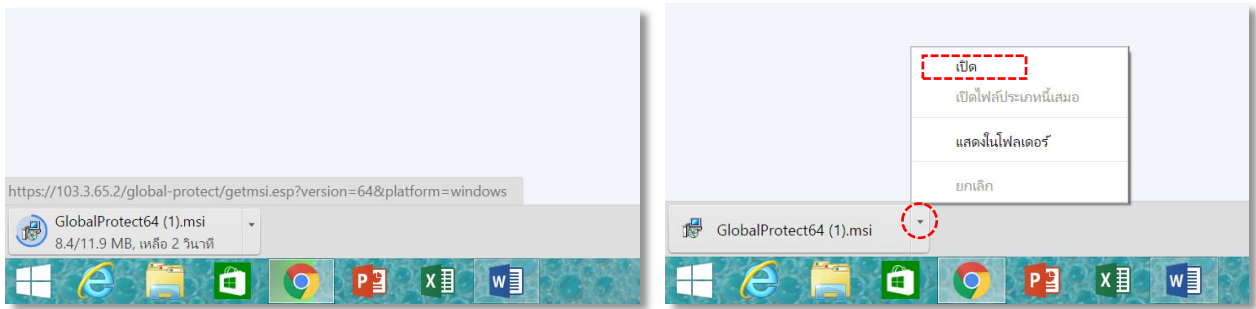 https://103.3.65.2/global-protect/getmsi.esp?version=64&platform=windows
GlobalProtect64 (1).msi
8.4/11.9 MB, เหลือ 2 วินาที
เปิด
เปิดไฟล์ประเภทนี้เสมอ
แสดงในโฟลเดอร์
ยกเลิก
GlobalProtect64 (1).msi